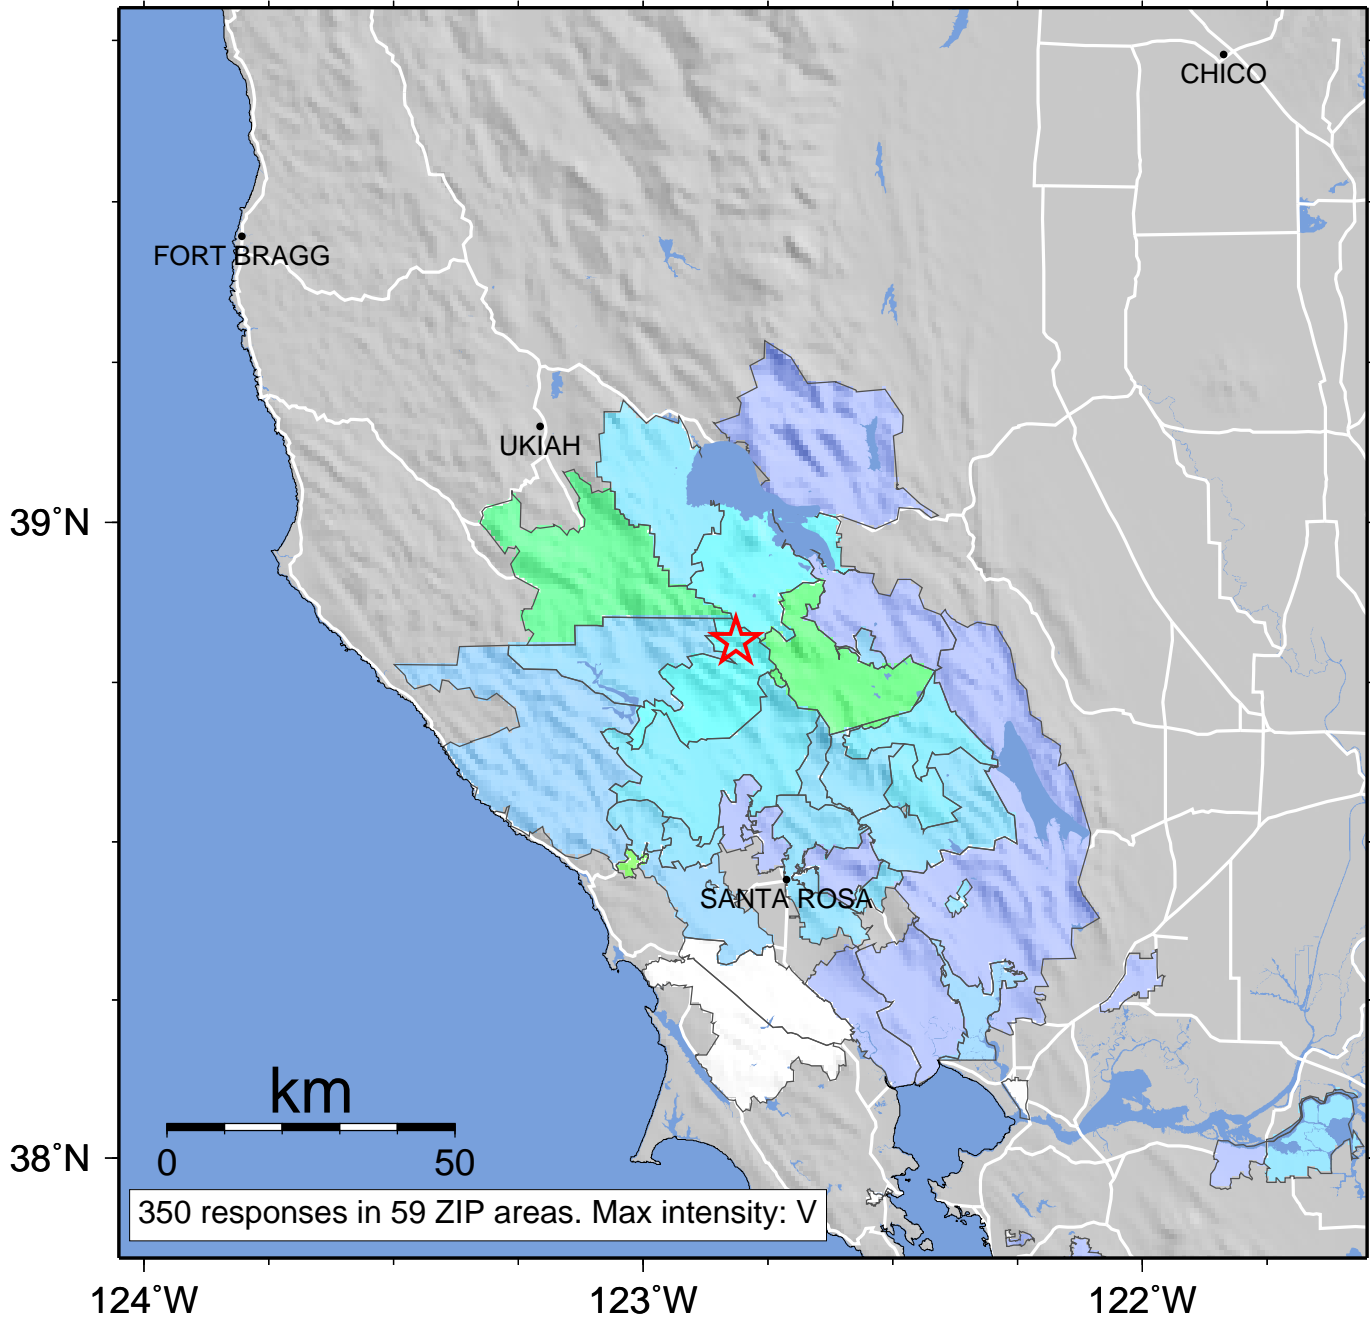 CHICO
FORT BRAGG
UKIAH
39˚N
SANTA ROSA
km
0 50
38˚N
350 responses in 59 ZIP areas. Max intensity: V
124˚W 123˚W 122˚W